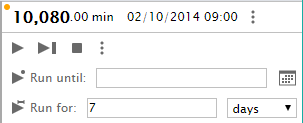 10,080.00 min 02/10/2014 09:00
Run until:
Run for: 7 days